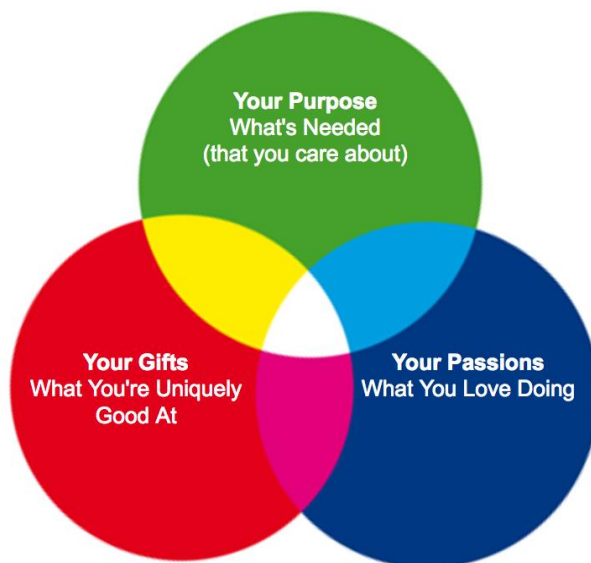 Your Purpose
What's Needed
(that you care about)
Your Gifts
What You're Uniquely
Good At
Your Passions
What You Love Doing